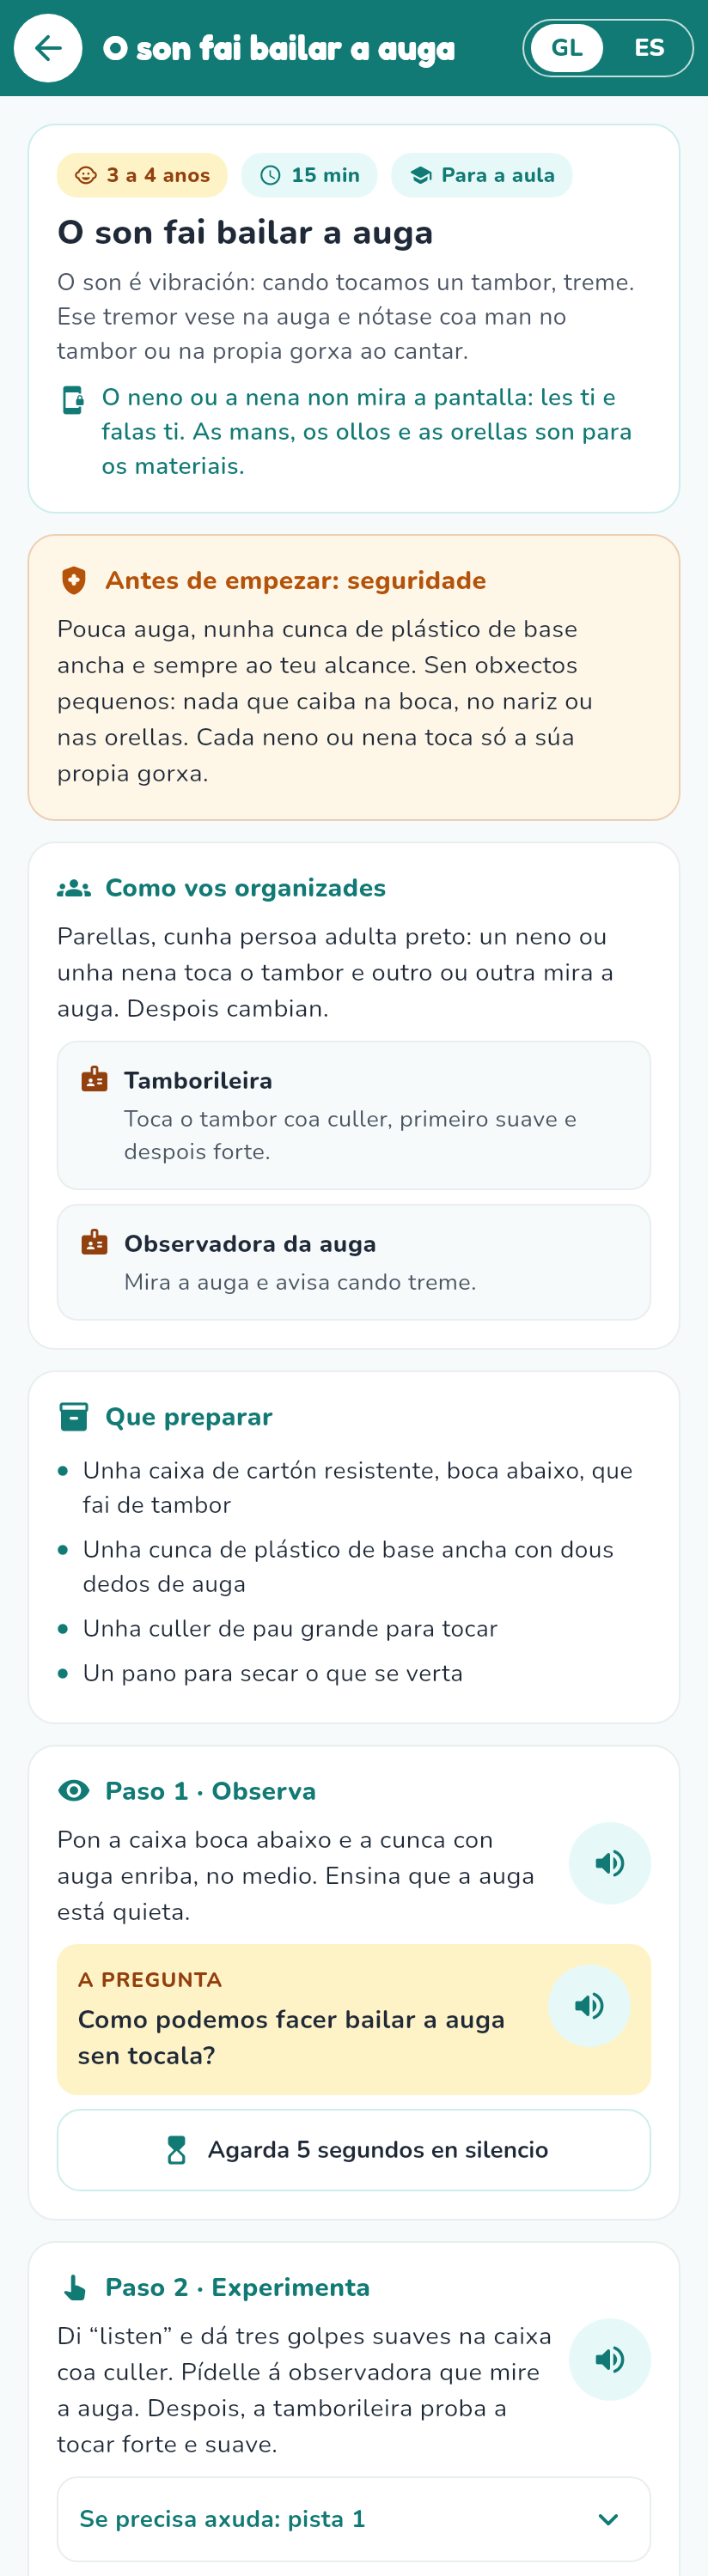 O son fai bailar a auga
GL
ES
3 a 4 anos
15 min
Para a aula
O son fai bailar a auga
O son é vibración: cando tocamos un tambor, treme.
Ese tremor vese na auga e nótase coa man no
tambor ou na propia gorxa ao cantar.
O neno ou a nena non mira a pantalla: les ti e
falas ti. As mans, os ollos e as orellas son para
os materiais.
Antes de empezar: seguridade
Pouca auga, nunha cunca de plástico de base
ancha e sempre ao teu alcance. Sen obxectos
pequenos: nada que caiba na boca, no nariz ou
nas orellas. Cada neno ou nena toca só a súa
propia gorxa.
Como vos organizades
Parellas, cunha persoa adulta preto: un neno ou
unha nena toca o tambor e outro ou outra mira a
auga. Despois cambian.
Tamborileira
Toca o tambor coa culler, primeiro suave e
despois forte.
Observadora da auga
Mira a auga e avisa cando treme.
Que preparar
Unha caixa de cartón resistente, boca abaixo, que
fai de tambor
Unha cunca de plástico de base ancha con dous
dedos de auga
Unha culler de pau grande para tocar
Un pano para secar o que se verta
Paso 1 · Observa
Pon a caixa boca abaixo e a cunca con
auga enriba, no medio. Ensina que a auga
está quieta.
A PREGUNTA
Como podemos facer bailar a auga
sen tocala?
Agarda 5 segundos en silencio
Paso 2 · Experimenta
Di “listen” e dá tres golpes suaves na caixa
coa culler. Pídelle á observadora que mire
a auga. Despois, a tamborileira proba a
tocar forte e suave.
Se precisa axuda: pista 1